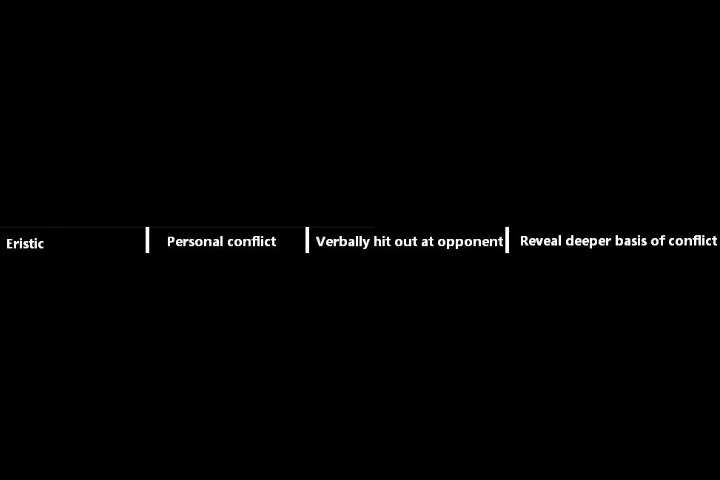 Eristic | Personal conflict | Verbally hit out at opponent | Reveal deeper basis of conflict